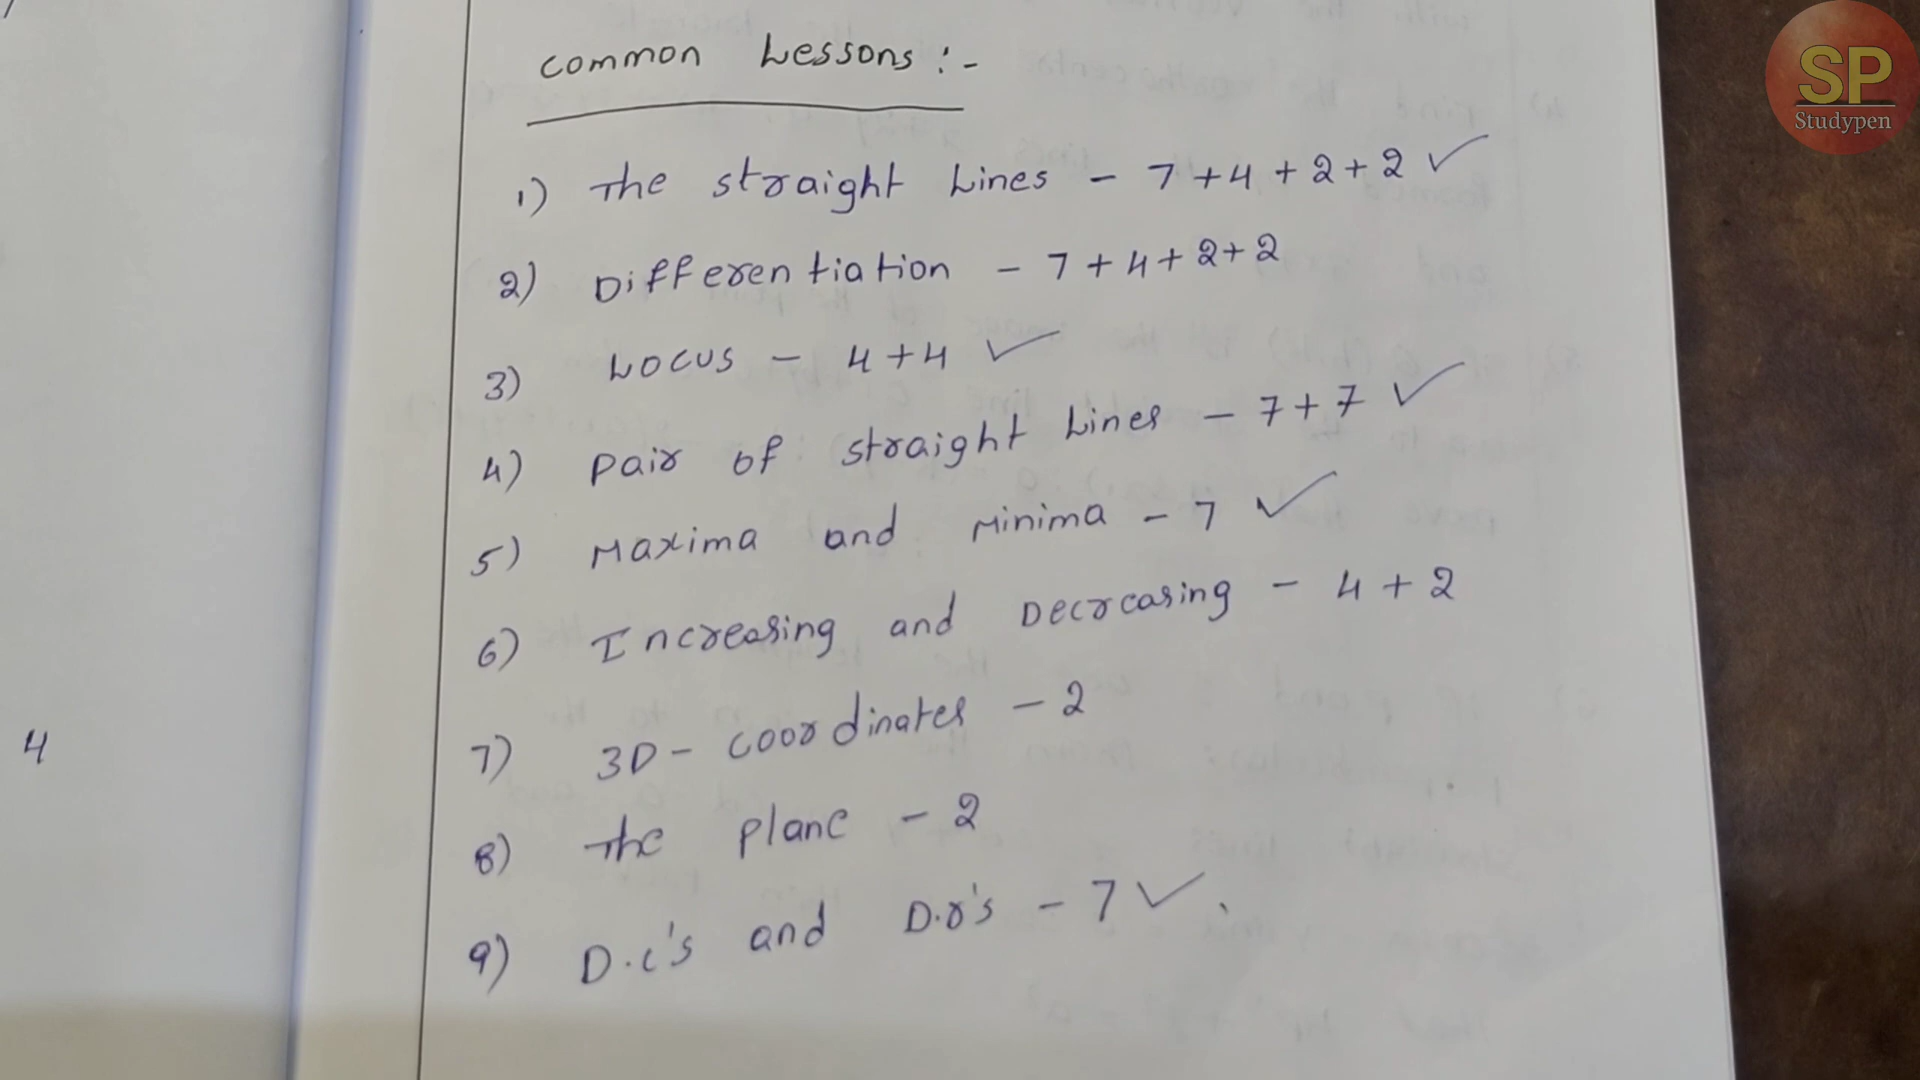 SP
Studypen
Common Lessons :-
1) The straight Lines - 7+4+2+2 ✓
2) Differentiation - 7+4+2+2
3) Locus - 4+4 ✓
4) Pair of straight Lines - 7+7 ✓
5) Maxima and Minima - 7 ✓
6) Increasing and Decreasing - 4+2
7) 3D - coordinates - 2
4
8) The plane - 2
9) D.c's and D.r's - 7 ✓.